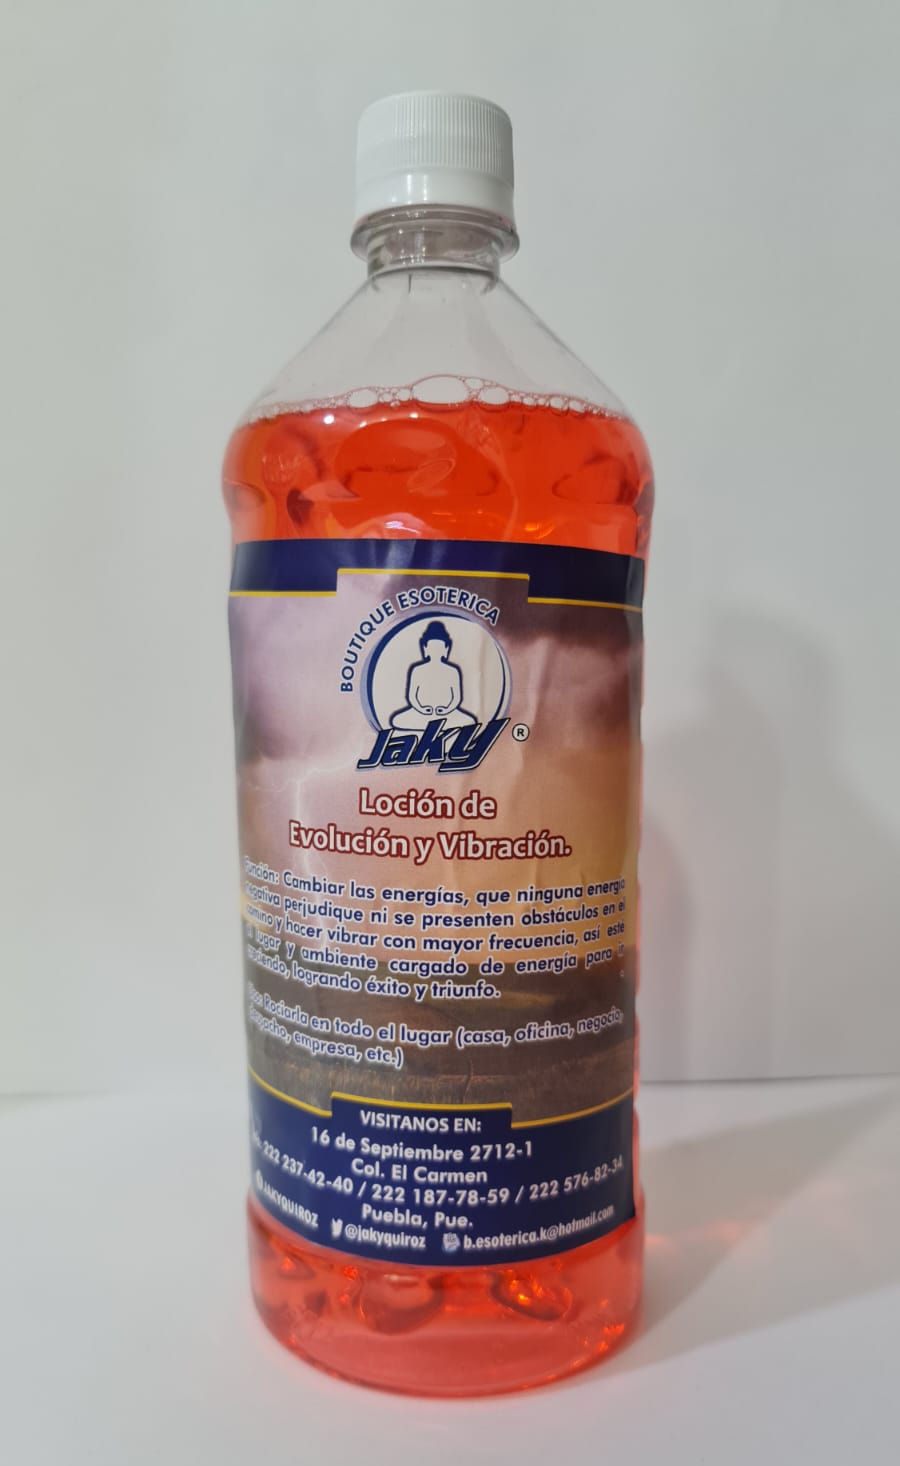 BOUTIQUE ESOTERICA
Jaky ®
Loción de
Evolución y Vibración.
Función: Cambiar las energías, que ninguna energía
negativa perjudique ni se presenten obstáculos en el
camino y hacer vibrar con mayor frecuencia, así este
el lugar y ambiente cargado de energía para ir
logrando éxito y triunfo.
Uso: Rociarla en todo el lugar (casa, oficina, negocio,
empresa, etc.)
VISITANOS EN:
16 de Septiembre 2712-1
Col. El Carmen
222 237-42-40 / 222 187-78-59 / 222 576-82-34
Puebla, Pue.
JAKYQUIROZ @jakyquiroz b.esoterica.k@hotmail.com